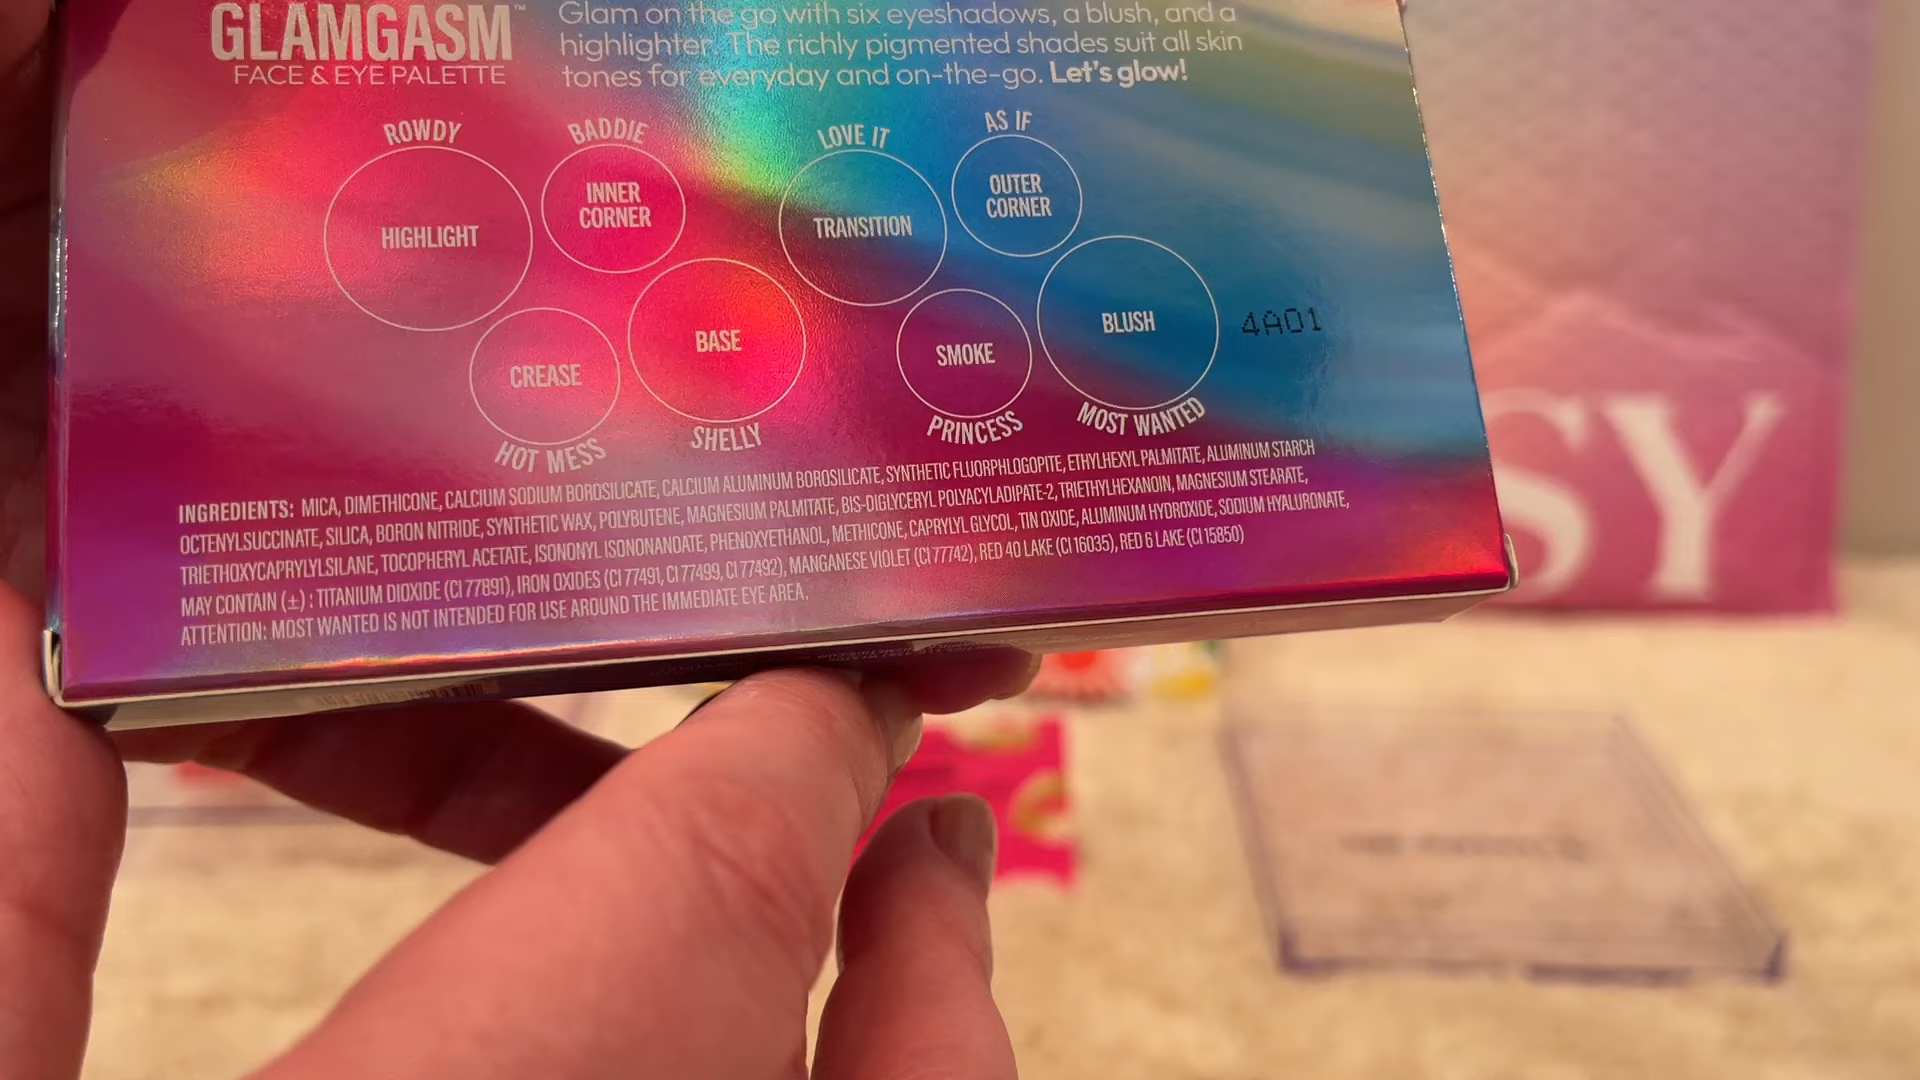 GLAMGASM™
FACE & EYE PALETTE
Glam on the go with six eyeshadows, a blush, and a
highlighter. The richly pigmented shades suit all skin
tones for everyday and on-the-go. Let's glow!
ROWDY
HIGHLIGHT
BADDIE
INNER
CORNER
LOVE IT
TRANSITION
AS IF
OUTER
CORNER
CREASE
HOT MESS
BASE
SHELLY
SMOKE
PRINCESS
BLUSH
MOST WANTED
4A01
INGREDIENTS: MICA, DIMETHICONE, CALCIUM SODIUM BOROSILICATE, CALCIUM ALUMINUM BOROSILICATE, SYNTHETIC FLUORPHLOGOPITE, ETHYLHEXYL PALMITATE, ALUMINUM STARCH
OCTENYLSUCCINATE, SILICA, BORON NITRIDE, SYNTHETIC WAX, POLYBUTENE, MAGNESIUM PALMITATE, BIS-DIGLYCERYL POLYACYLADIPATE-2, TRIETHYLHEXANOIN, MAGNESIUM STEARATE,
TRIETHOXYCAPRYLYLSILANE, TOCOPHERYL ACETATE, ISONONYL ISONONANOATE, PHENOXYETHANOL, METHICONE, CAPRYLYL GLYCOL, TIN OXIDE, ALUMINUM HYDROXIDE, SODIUM HYALURONATE,
MAY CONTAIN (±) : TITANIUM DIOXIDE (CI 77891), IRON OXIDES (CI 77491, CI 77499, CI 77492), MANGANESE VIOLET (CI 77742), RED 40 LAKE (CI 16035), RED 6 LAKE (CI 15850)
ATTENTION: MOST WANTED IS NOT INTENDED FOR USE AROUND THE IMMEDIATE EYE AREA.
SY